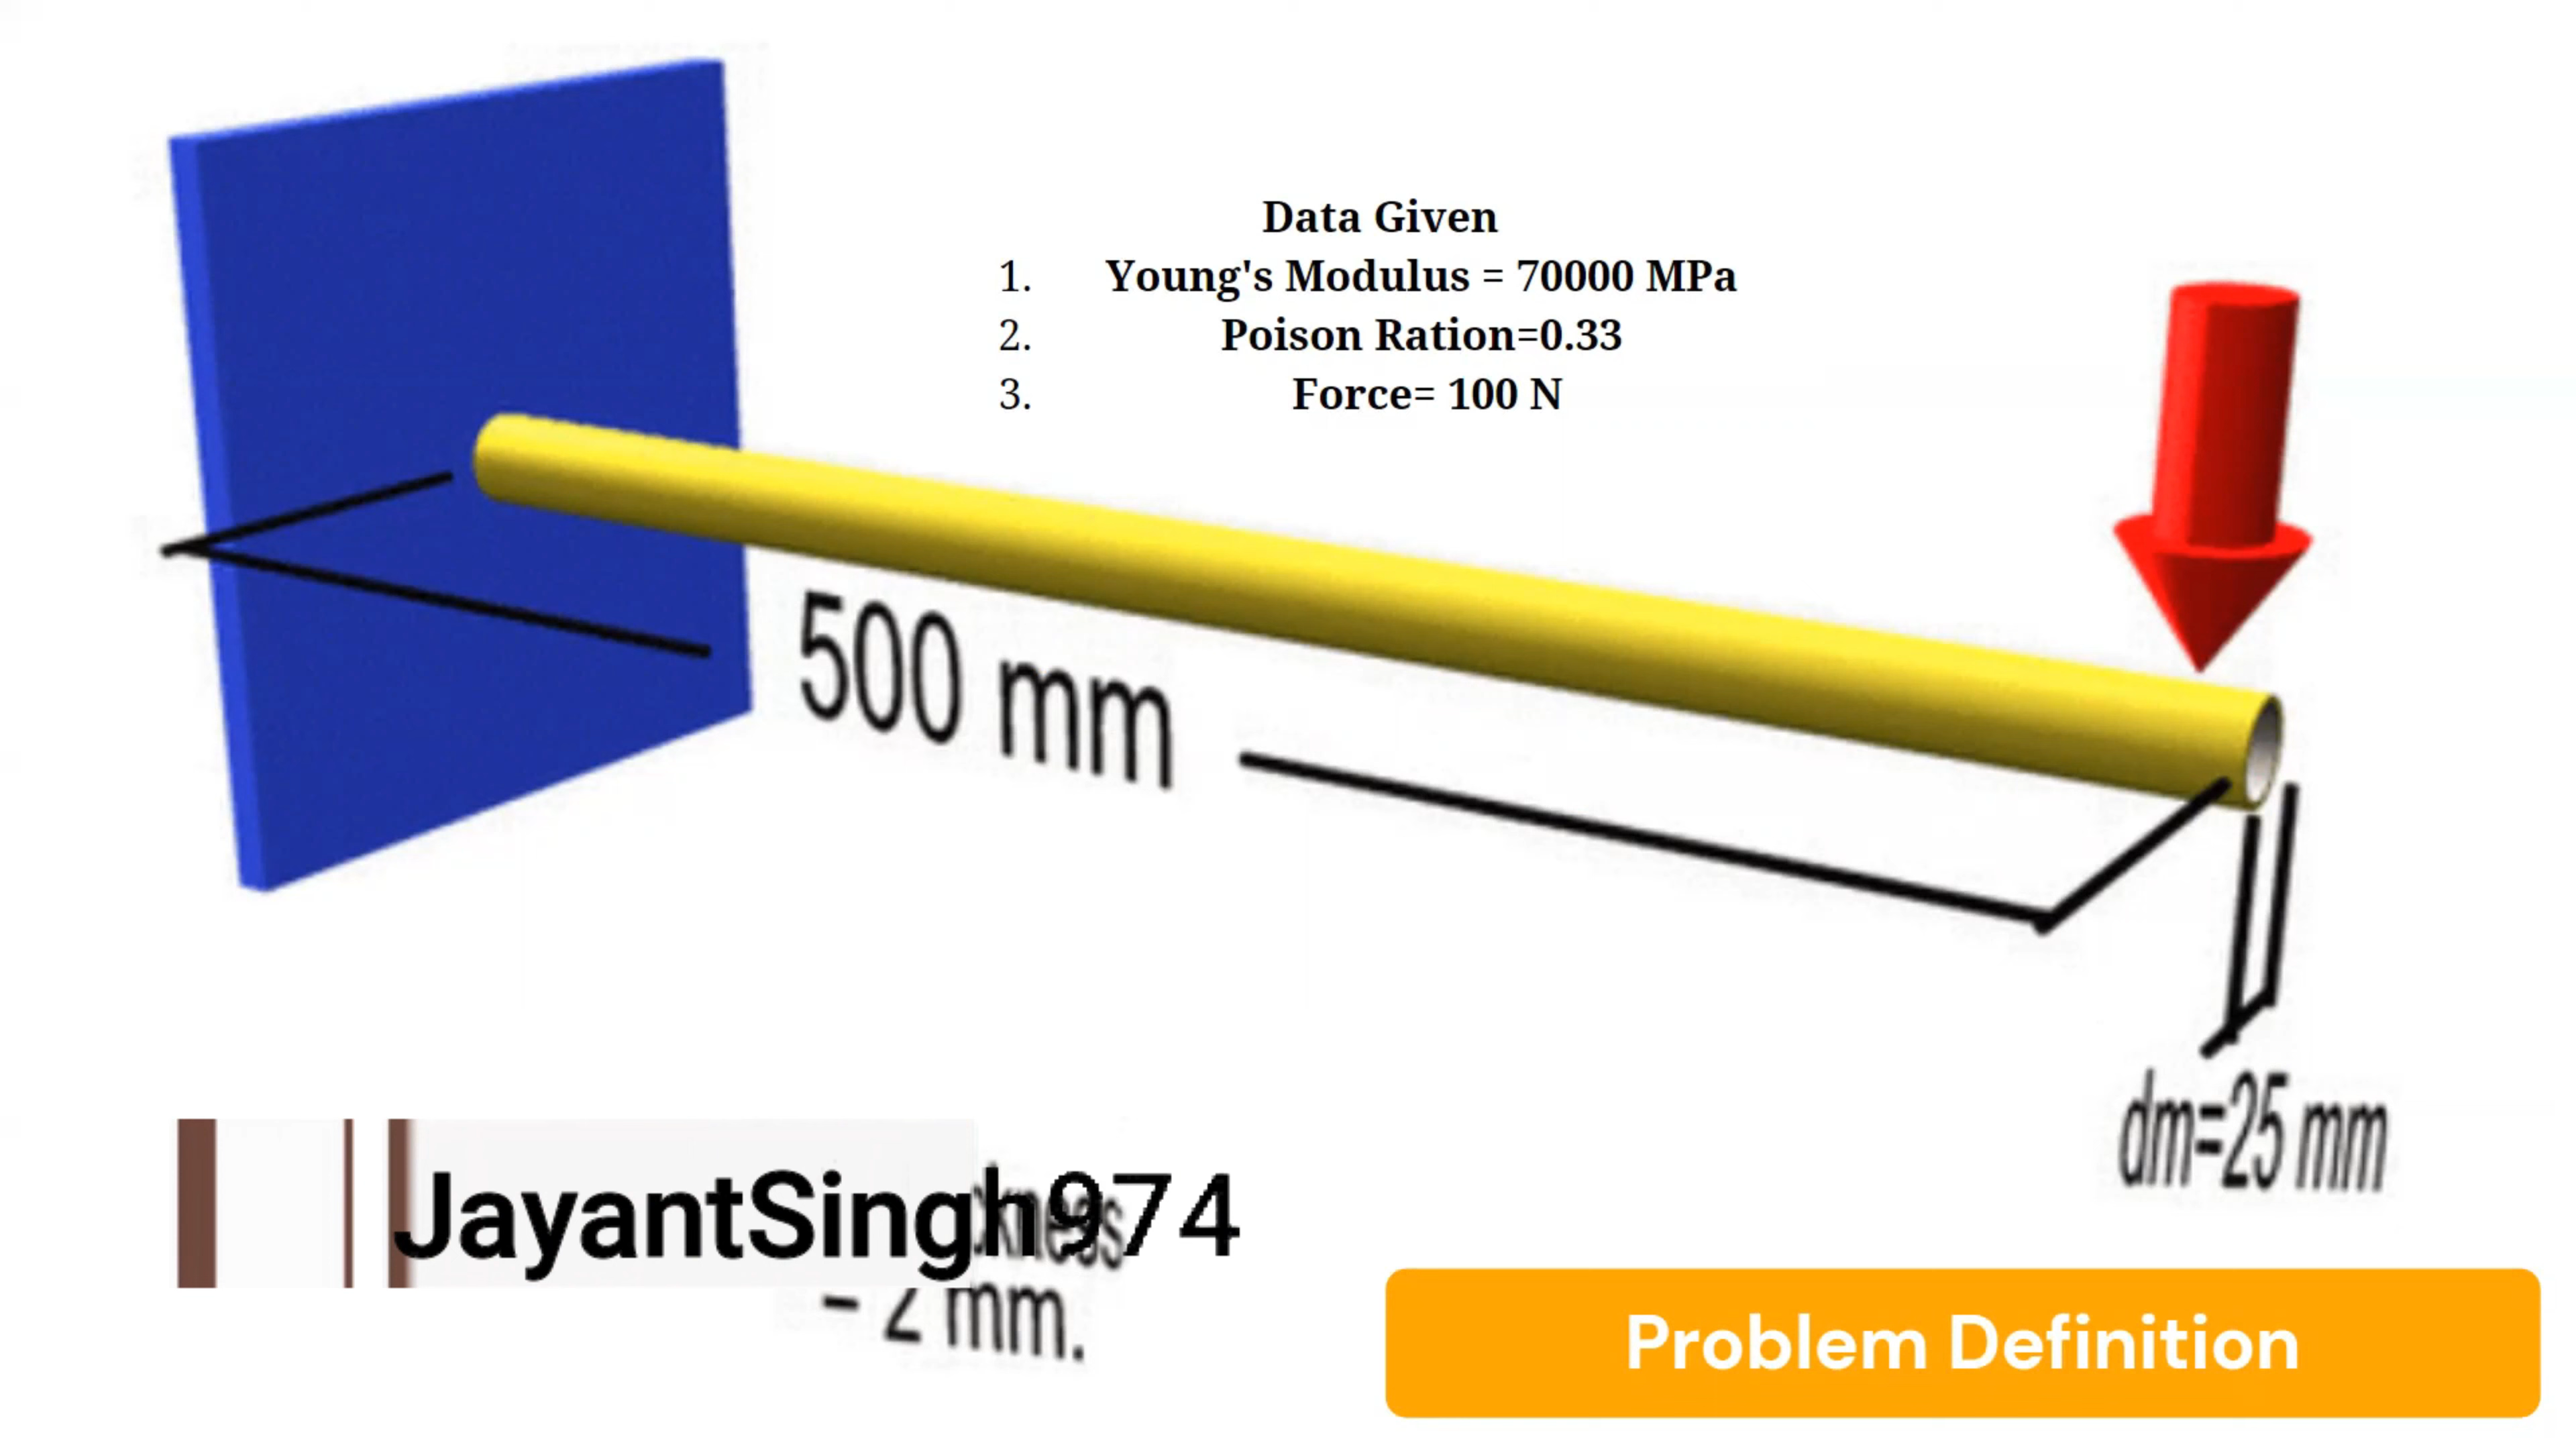 Data Given
1. Young's Modulus = 70000 MPa
2. Poison Ration=0.33
3. Force= 100 N
500 mm
dm=25 mm
JayantSingh974
2 mm.
Problem Definition